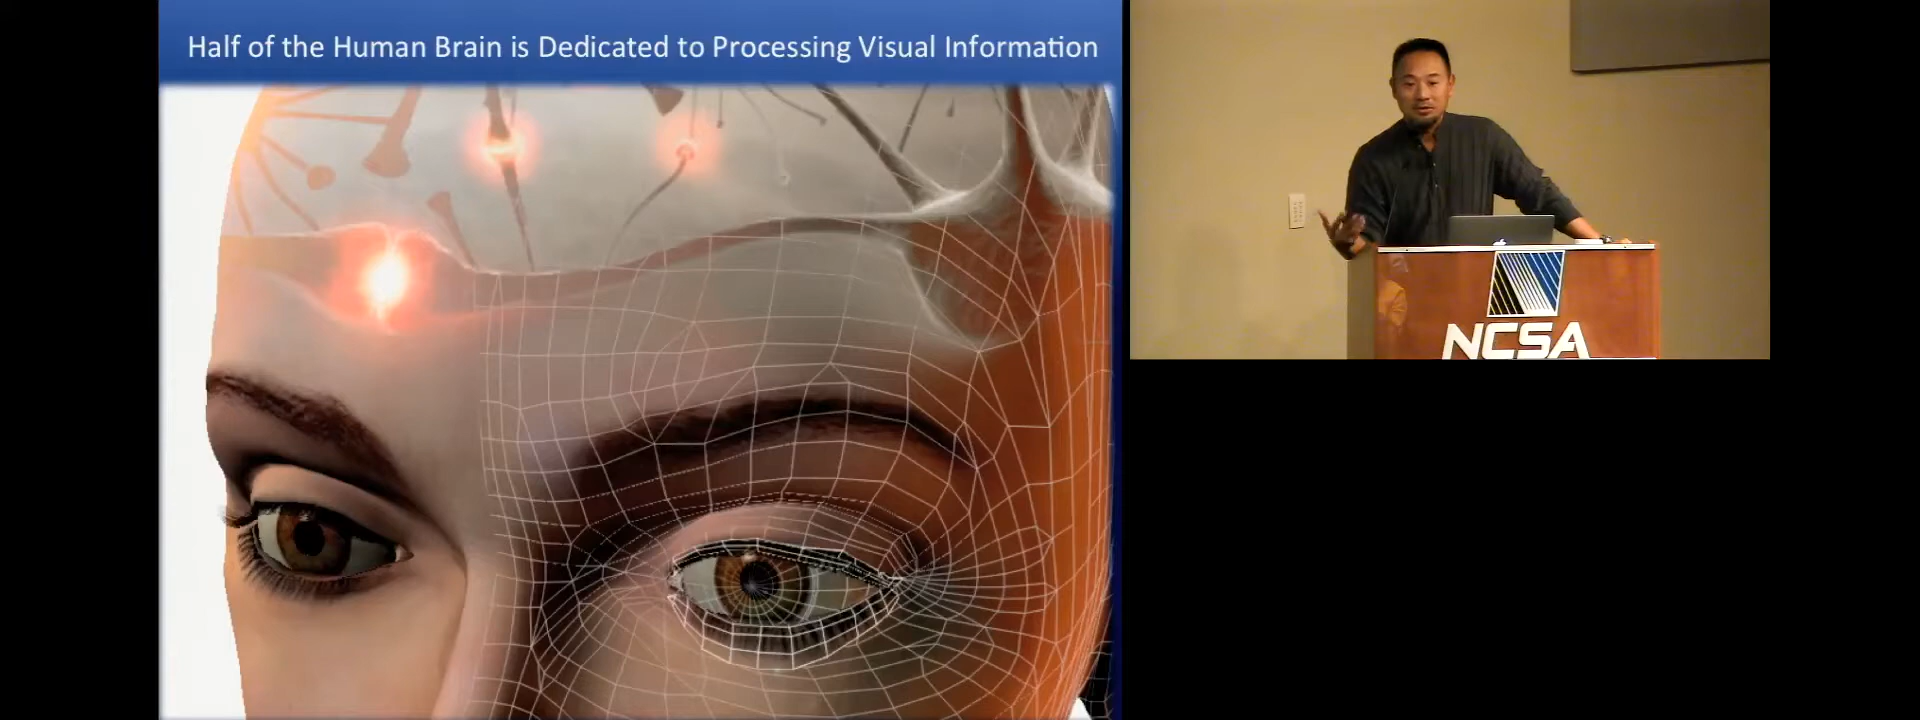 Half of the Human Brain is Dedicated to Processing Visual Information
NCSA